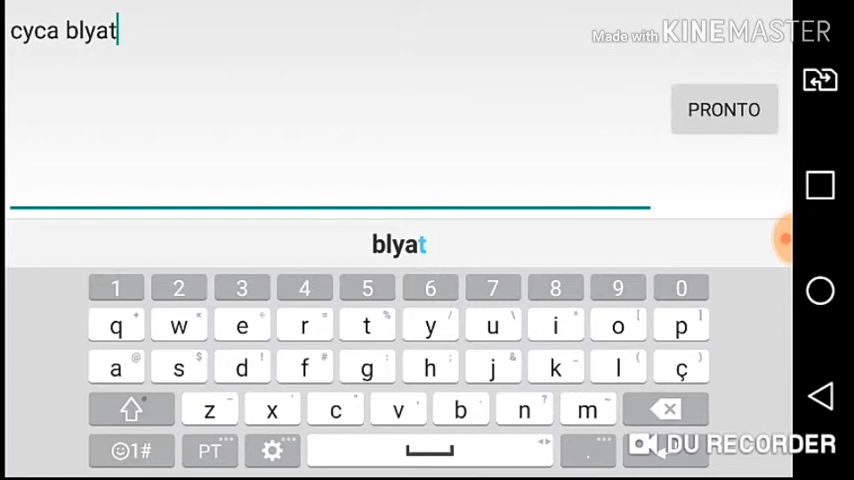 cyca blyat
Made with KINEMASTER
PRONTO
blyat
1 2 3 4 5 6 7 8 9 0
q + w × e ÷ r = t % y / u \ i * o [ p ]
a @ s $ d ! f # g : h ; j & k _ l ( ç )
z x c v b n ? m ~
☺1# PT .
DU RECORDER